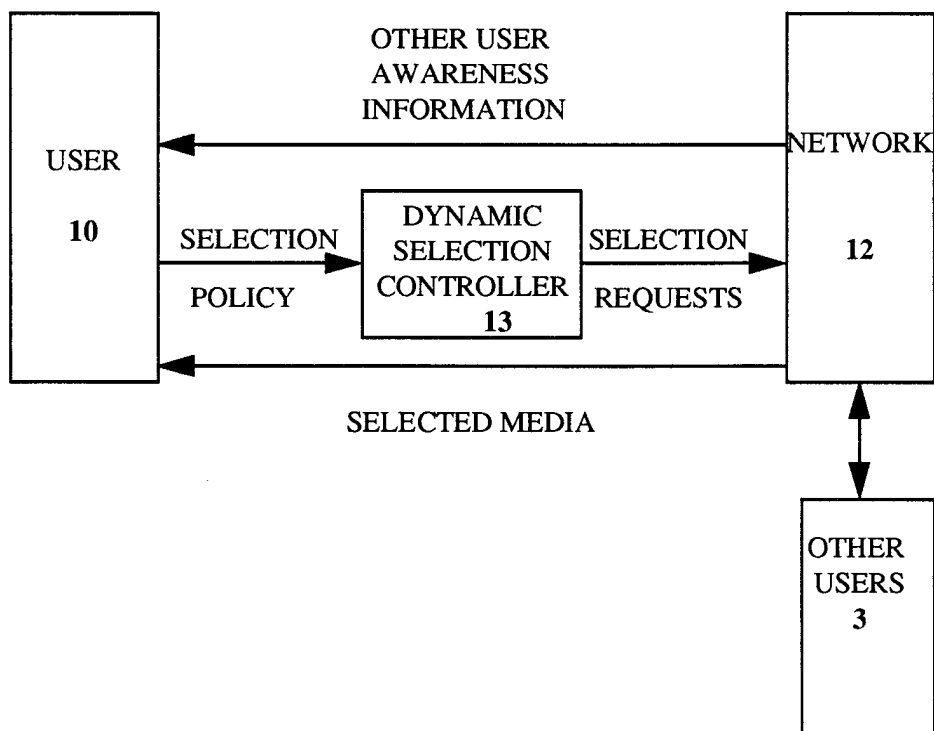 OTHER USER
AWARENESS
INFORMATION
USER
10
NETWORK
12
SELECTION
POLICY
DYNAMIC
SELECTION
CONTROLLER
13
SELECTION
REQUESTS
SELECTED MEDIA
OTHER
USERS
3